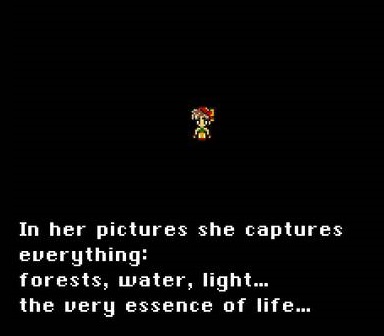 In her pictures she captures
everything:
forests, water, light...
the very essence of life...